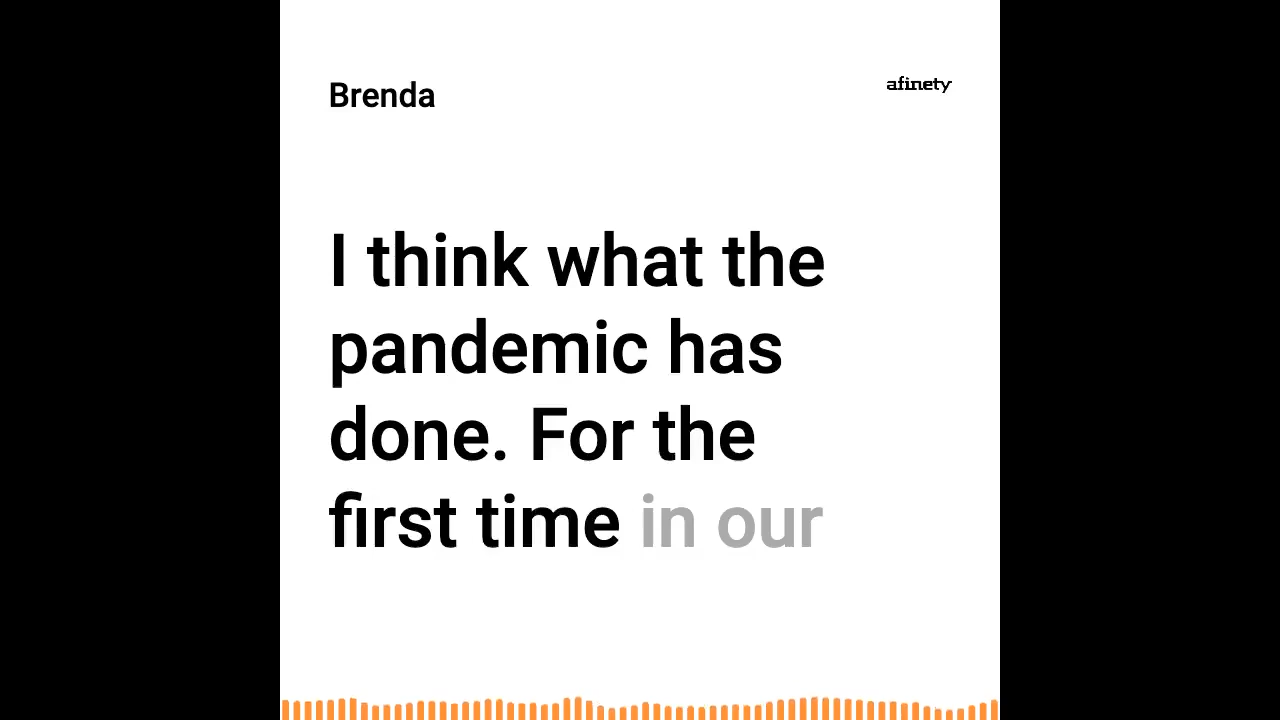 Brenda
afinety
I think what the
pandemic has
done. For the
first time in our